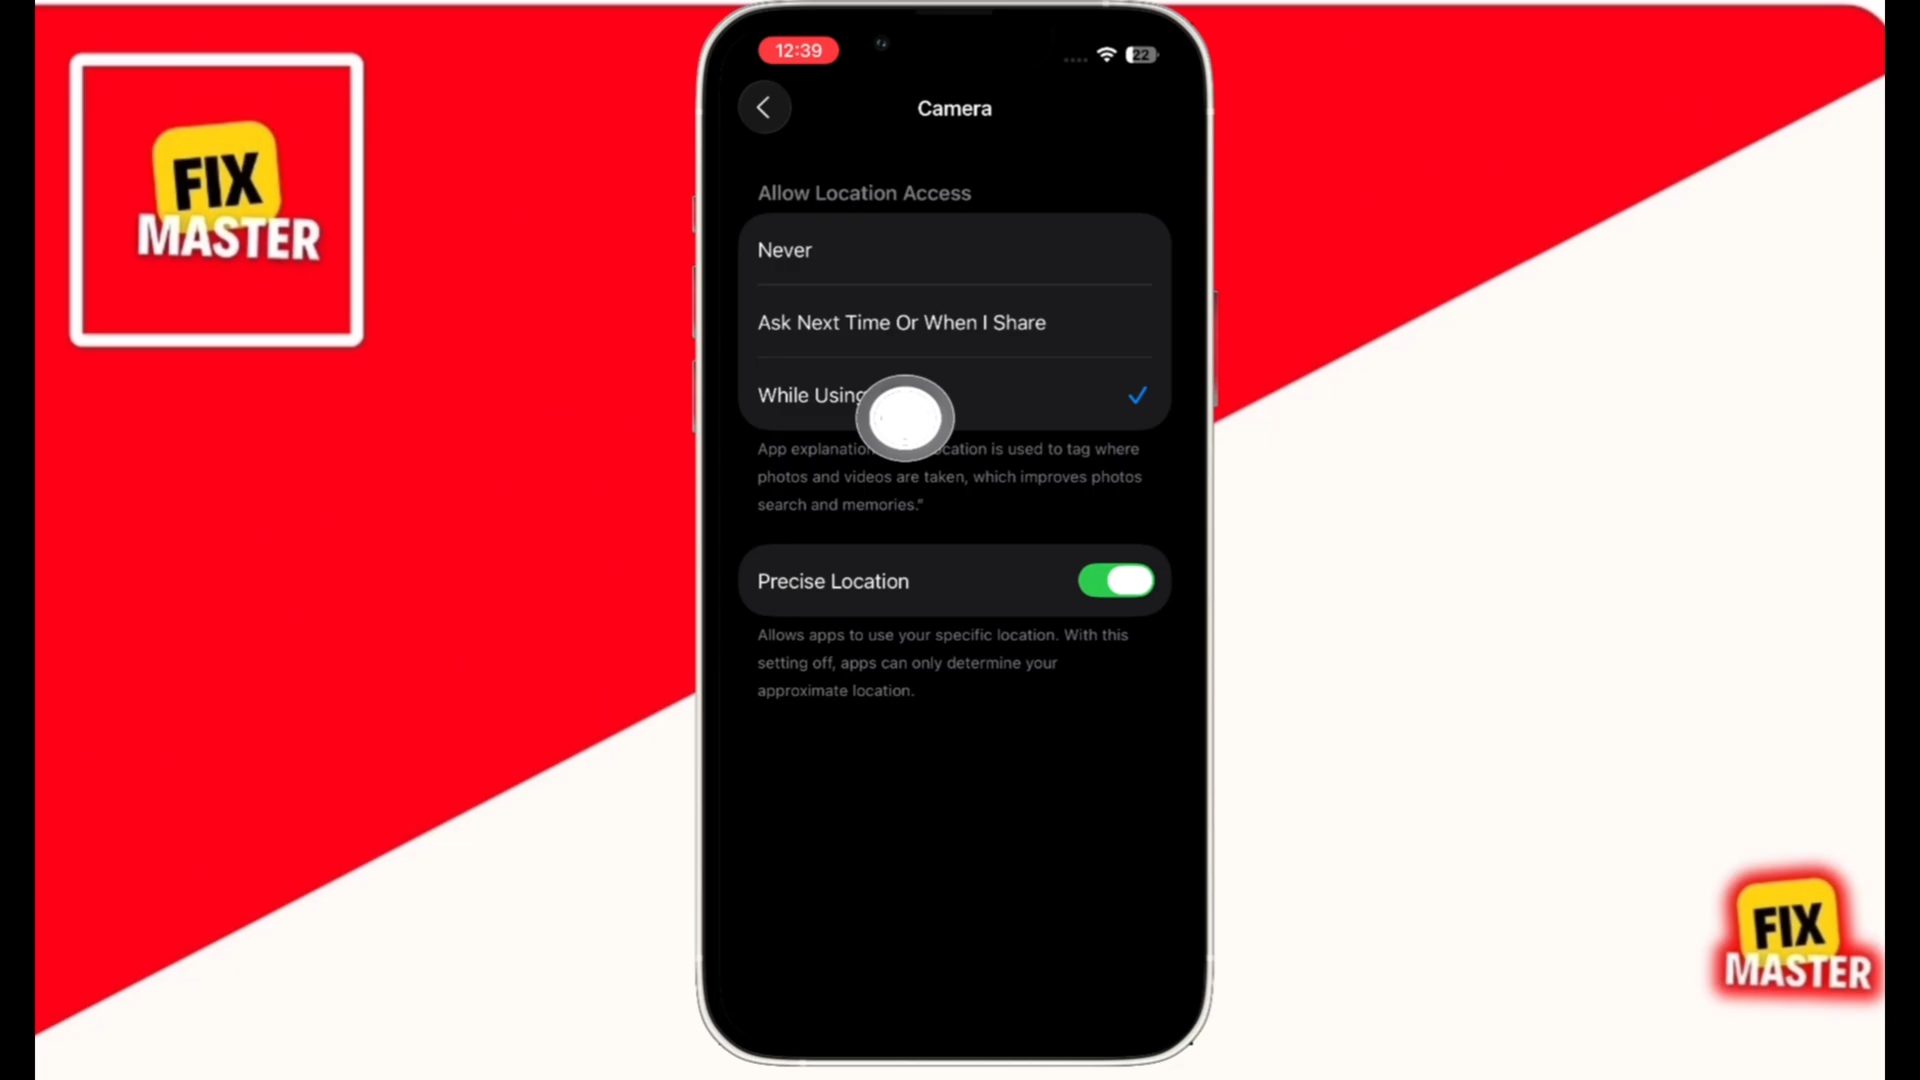 FIX
MASTER
12:39
22
Camera
Allow Location Access
Never
Ask Next Time Or When I Share
While Using
App explanation cation is used to tag where
photos and videos are taken, which improves photos
search and memories."
Precise Location
Allows apps to use your specific location. With this
setting off, apps can only determine your
approximate location.
FIX
MASTER